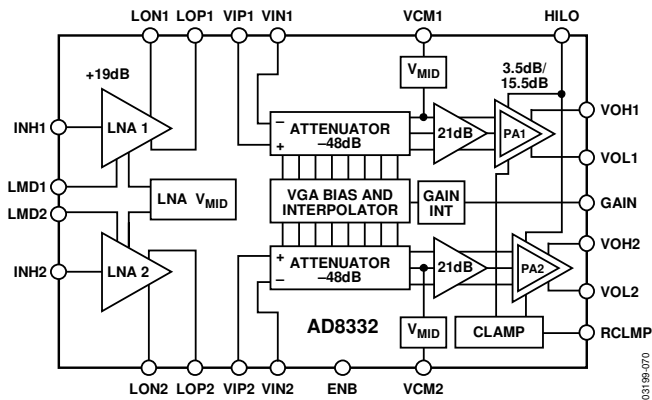 LON1 LOP1 VIP1 VIN1 VCM1 HILO
+19dB
VMID
3.5dB/
15.5dB
INH1
LNA 1
–
+
ATTENUATOR
–48dB
21dB
PA1
VOH1
VOL1
LMD1
LMD2
LNA VMID
VGA BIAS AND
INTERPOLATOR
GAIN
INT
GAIN
INH2
LNA 2
+
–
ATTENUATOR
–48dB
21dB
PA2
VOH2
VOL2
AD8332
VMID
CLAMP
RCLMP
LON2 LOP2 VIP2 VIN2 ENB VCM2
03199-070